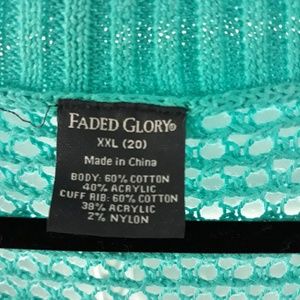 FADED GLORY®
XXL (20)
Made in China
BODY: 60% COTTON
40% ACRYLIC
CUFF RIB: 60% COTTON
38% ACRYLIC
2% NYLON